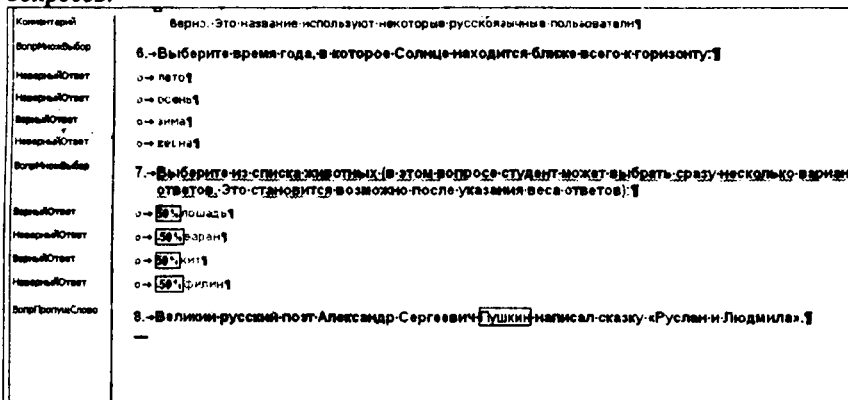 Комментарий Верно.·Это·название·используют·некоторые·русскоязычные·пользователи¶
ВопрМножВыбор 6.→Выберите·время·года,·в·которое·Солнце·находится·ближе·всего·к·горизонту:¶
НеверныйОтвет o→лето¶
НеверныйОтвет o→осень¶
ВерныйОтвет o→зима¶
НеверныйОтвет o→весна¶
ВопрМножВыбор 7.→Выберите·из·списка·животных·(в·этом·вопросе·студент·может·выбрать·сразу·несколько·вариан
ответов.·Это·становится·возможно·после·указания·веса·ответов):¶
ВерныйОтвет o→50%лошадь¶
НеверныйОтвет o→-50%варан¶
ВерныйОтвет o→50%кит¶
НеверныйОтвет o→-50%филин¶
ВопрПропущСлово 8.→Великий·русский·поэт·Александр·Сергеевич·Пушкин·написал·сказку·«Руслан·и·Людмила».¶